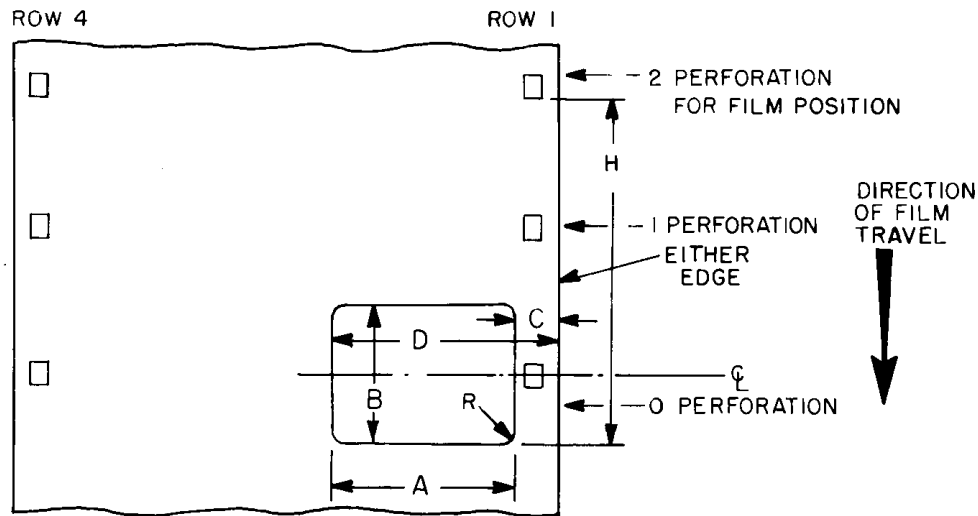 ROW 4
ROW 1
-2 PERFORATION
FOR FILM POSITION
H
DIRECTION
OF FILM
TRAVEL
-1 PERFORATION
EITHER
EDGE
C
D
℄
B
R
-0 PERFORATION
A